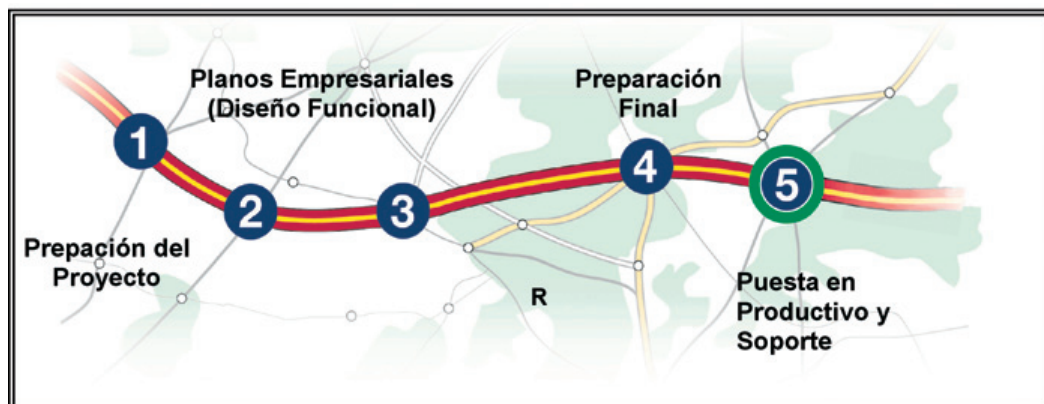 Planos Empresariales
(Diseño Funcional)
Preparación
Final
1
2
3
4
5
Prepación del
Proyecto
R
Puesta en
Productivo y
Soporte